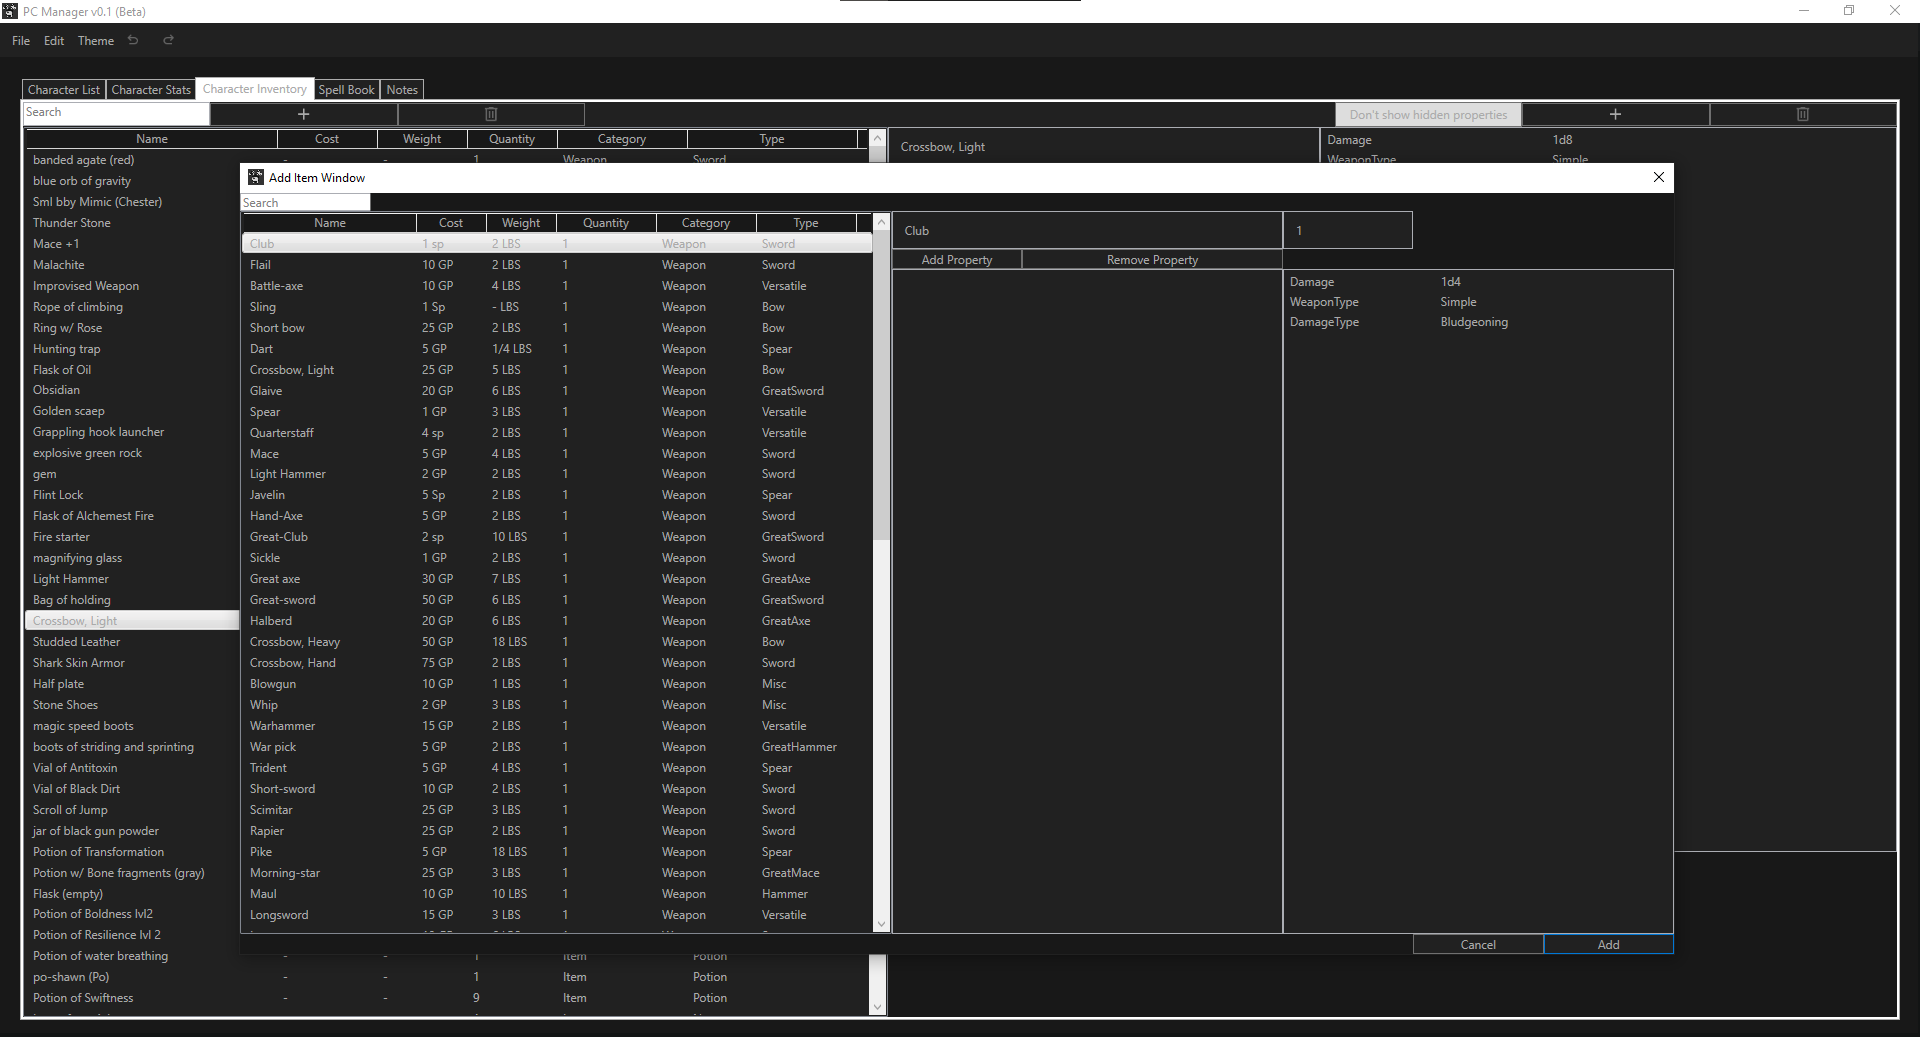 PC Manager v0.1 (Beta)
File Edit Theme
Character List Character Stats Character Inventory Spell Book Notes
Search + Don't show hidden properties +
Name Cost Weight Quantity Category Type
banded agate (red) - - 1 Weapon Sword
blue orb of gravity
Sml bby Mimic (Chester)
Thunder Stone
Mace +1
Malachite
Improvised Weapon
Rope of climbing
Ring w/ Rose
Hunting trap
Flask of Oil
Obsidian
Golden scaep
Grappling hook launcher
explosive green rock
gem
Flint Lock
Flask of Alchemest Fire
Fire starter
magnifying glass
Light Hammer
Bag of holding
Crossbow, Light
Studded Leather
Shark Skin Armor
Half plate
Stone Shoes
magic speed boots
boots of striding and sprinting
Vial of Antitoxin
Vial of Black Dirt
Scroll of Jump
jar of black gun powder
Potion of Transformation
Potion w/ Bone fragments (gray)
Flask (empty)
Potion of Boldness lvl2
Potion of Resilience lvl 2
Potion of water breathing - - 1 Item Potion
po-shawn (Po) - - 1 Item Potion
Potion of Swiftness - - 9 Item Potion
Crossbow, Light
Damage 1d8
WeaponType Simple
Add Item Window
Search
Name Cost Weight Quantity Category Type
Club 1 sp 2 LBS 1 Weapon Sword
Flail 10 GP 2 LBS 1 Weapon Sword
Battle-axe 10 GP 4 LBS 1 Weapon Versatile
Sling 1 Sp - LBS 1 Weapon Bow
Short bow 25 GP 2 LBS 1 Weapon Bow
Dart 5 GP 1/4 LBS 1 Weapon Spear
Crossbow, Light 25 GP 5 LBS 1 Weapon Bow
Glaive 20 GP 6 LBS 1 Weapon GreatSword
Spear 1 GP 3 LBS 1 Weapon Versatile
Quarterstaff 4 sp 2 LBS 1 Weapon Versatile
Mace 5 GP 4 LBS 1 Weapon Sword
Light Hammer 2 GP 2 LBS 1 Weapon Sword
Javelin 5 Sp 2 LBS 1 Weapon Spear
Hand-Axe 5 GP 2 LBS 1 Weapon Sword
Great-Club 2 sp 10 LBS 1 Weapon GreatSword
Sickle 1 GP 2 LBS 1 Weapon Sword
Great axe 30 GP 7 LBS 1 Weapon GreatAxe
Great-sword 50 GP 6 LBS 1 Weapon GreatSword
Halberd 20 GP 6 LBS 1 Weapon GreatAxe
Crossbow, Heavy 50 GP 18 LBS 1 Weapon Bow
Crossbow, Hand 75 GP 2 LBS 1 Weapon Sword
Blowgun 10 GP 1 LBS 1 Weapon Misc
Whip 2 GP 3 LBS 1 Weapon Misc
Warhammer 15 GP 2 LBS 1 Weapon Versatile
War pick 5 GP 2 LBS 1 Weapon GreatHammer
Trident 5 GP 4 LBS 1 Weapon Spear
Short-sword 10 GP 2 LBS 1 Weapon Sword
Scimitar 25 GP 3 LBS 1 Weapon Sword
Rapier 25 GP 2 LBS 1 Weapon Sword
Pike 5 GP 18 LBS 1 Weapon Spear
Morning-star 25 GP 3 LBS 1 Weapon GreatMace
Maul 10 GP 10 LBS 1 Weapon Hammer
Longsword 15 GP 3 LBS 1 Weapon Versatile
Club 1
Add Property Remove Property
Damage 1d4
WeaponType Simple
DamageType Bludgeoning
Cancel Add